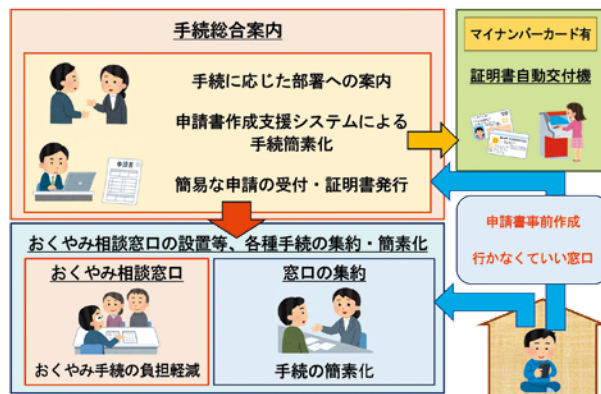 手続総合案内
手続に応じた部署への案内
申請書作成支援システムによる
手続簡素化
簡易な申請の受付・証明書発行
申請書
マイナンバーカード有
証明書自動交付機
申請書事前作成
行かなくていい窓口
おくやみ相談窓口の設置等、各種手続の集約・簡素化
おくやみ相談窓口
おくやみ手続の負担軽減
窓口の集約
手続の簡素化